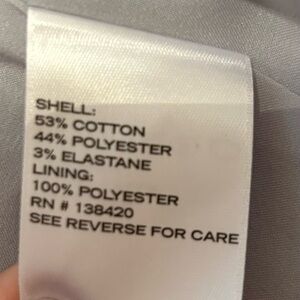 SHELL:
53% COTTON
44% POLYESTER
3% ELASTANE
LINING:
100% POLYESTER
RN # 138420
SEE REVERSE FOR CARE